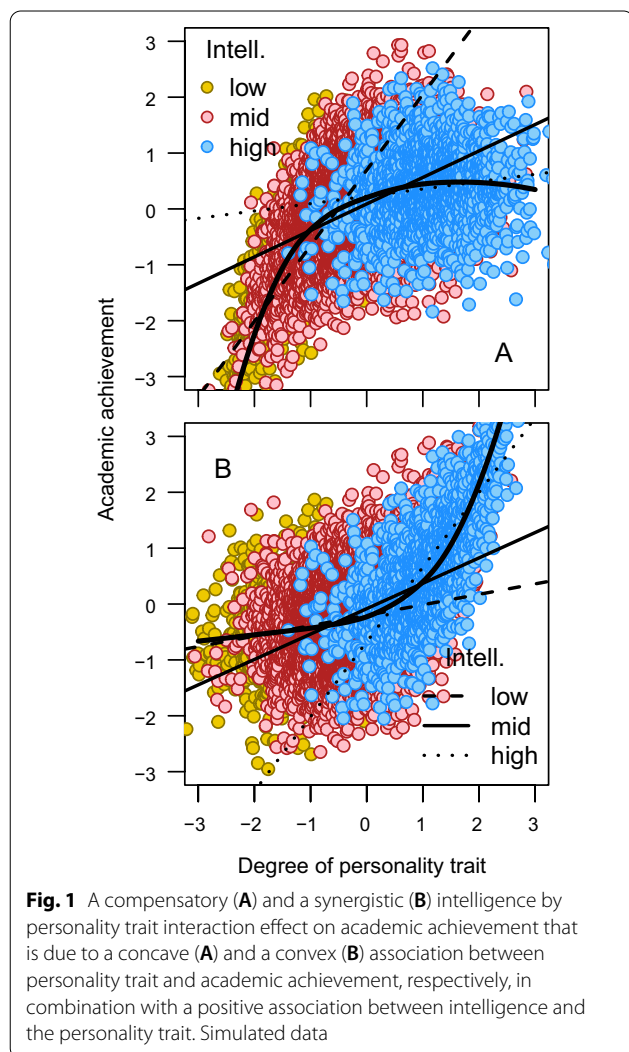 Intell.
low
mid
high
3
2
1
0
−1
−2
−3
A
Academic achievement
3
2
1
0
−1
−2
−3
B
Intell.
low
mid
high
−3 −2 −1 0 1 2 3
Degree of personality trait
Fig. 1 A compensatory (A) and a synergistic (B) intelligence by
personality trait interaction effect on academic achievement that
is due to a concave (A) and a convex (B) association between
personality trait and academic achievement, respectively, in
combination with a positive association between intelligence and
the personality trait. Simulated data